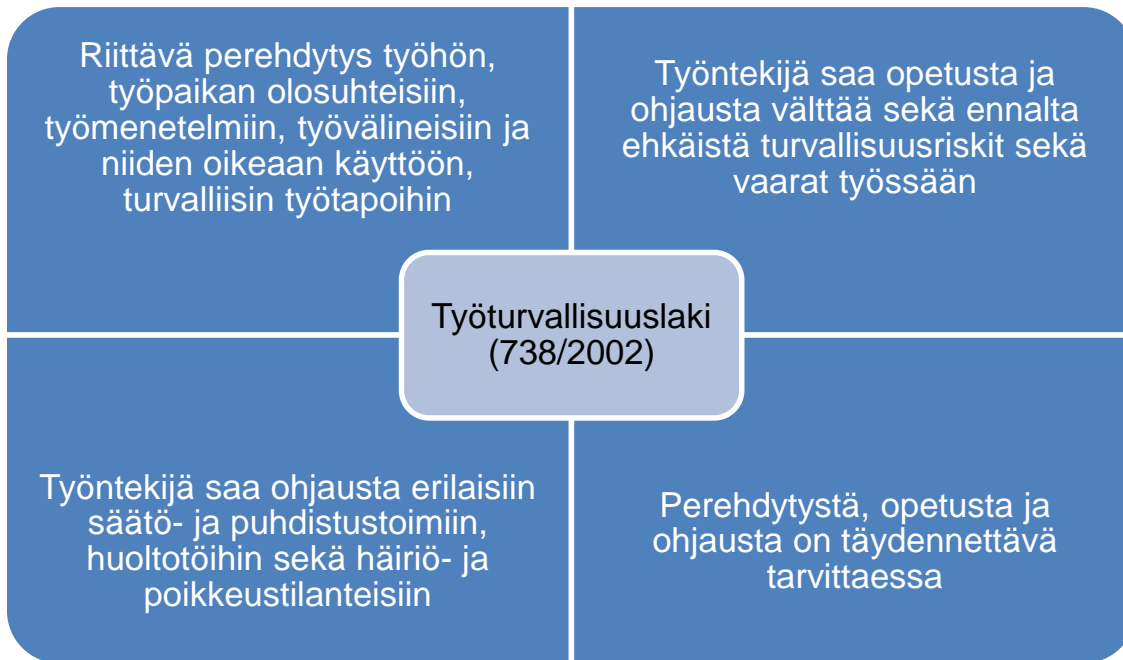 Riittävä perehdytys työhön,
työpaikan olosuhteisiin,
työmenetelmiin, työvälineisiin ja
niiden oikeaan käyttöön,
turvalliisin työtapoihin
Työntekijä saa opetusta ja
ohjausta välttää sekä ennalta
ehkäistä turvallisuusriskit sekä
vaarat työssään
Työturvallisuuslaki
(738/2002)
Työntekijä saa ohjausta erilaisiin
säätö- ja puhdistustoimiin,
huoltotöihin sekä häiriö- ja
poikkeustilanteisiin
Perehdytystä, opetusta ja
ohjausta on täydennettävä
tarvittaessa